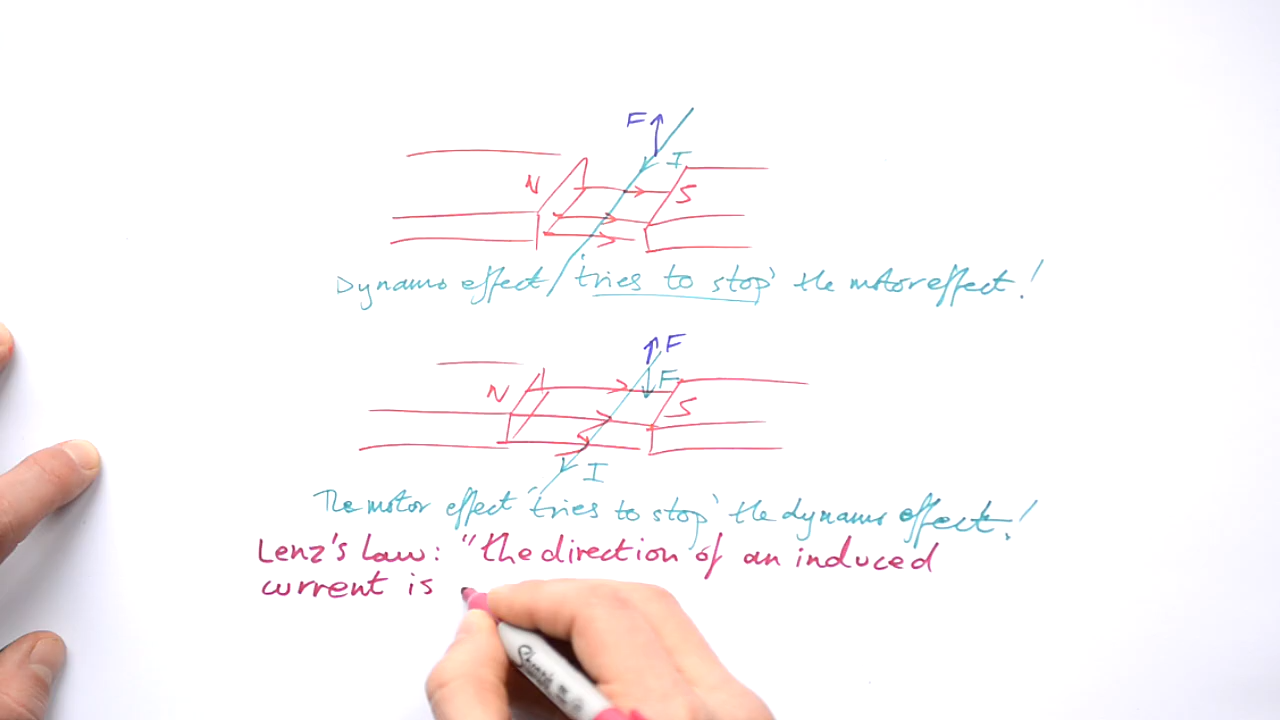 F
I
N
S
Dynamo effect 'tries to stop' the motor effect!
F
F
N
S
I
The motor effect 'tries to stop' the dynamo effect!
Lenz's law: "the direction of an induced
current is
Sharpie